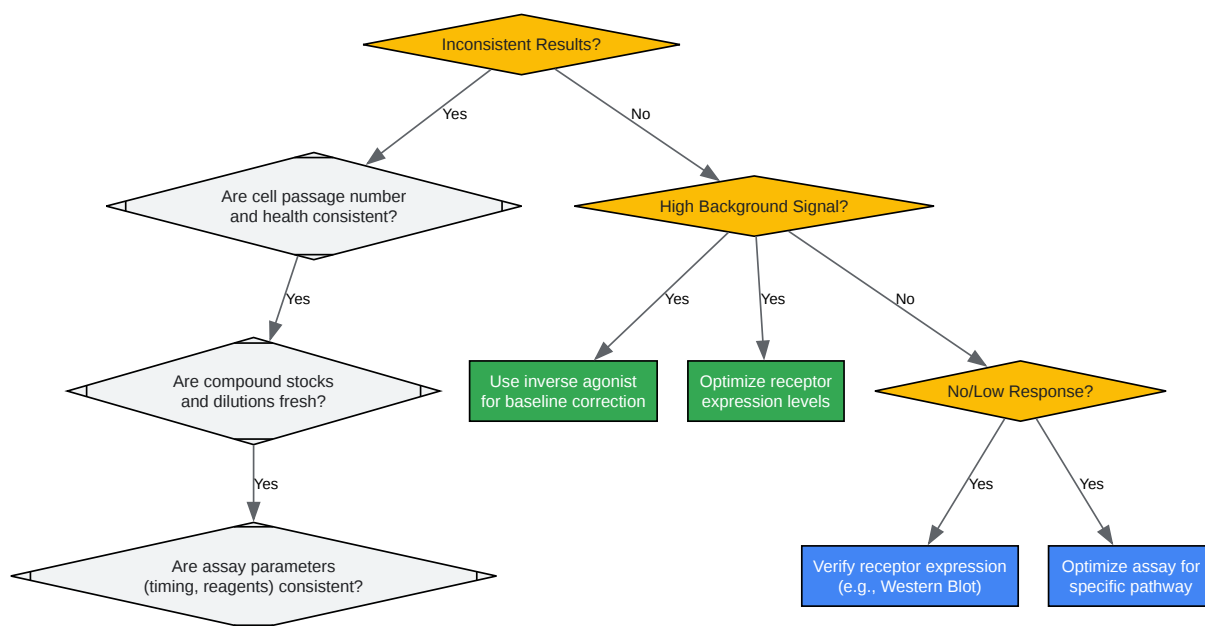 Inconsistent Results?
Yes
No
Are cell passage number
and health consistent?
High Background Signal?
Yes
Yes
Yes
No
Are compound stocks
and dilutions fresh?
Use inverse agonist
for baseline correction
Optimize receptor
expression levels
No/Low Response?
Yes
Yes
Yes
Are assay parameters
(timing, reagents) consistent?
Verify receptor expression
(e.g., Western Blot)
Optimize assay for
specific pathway